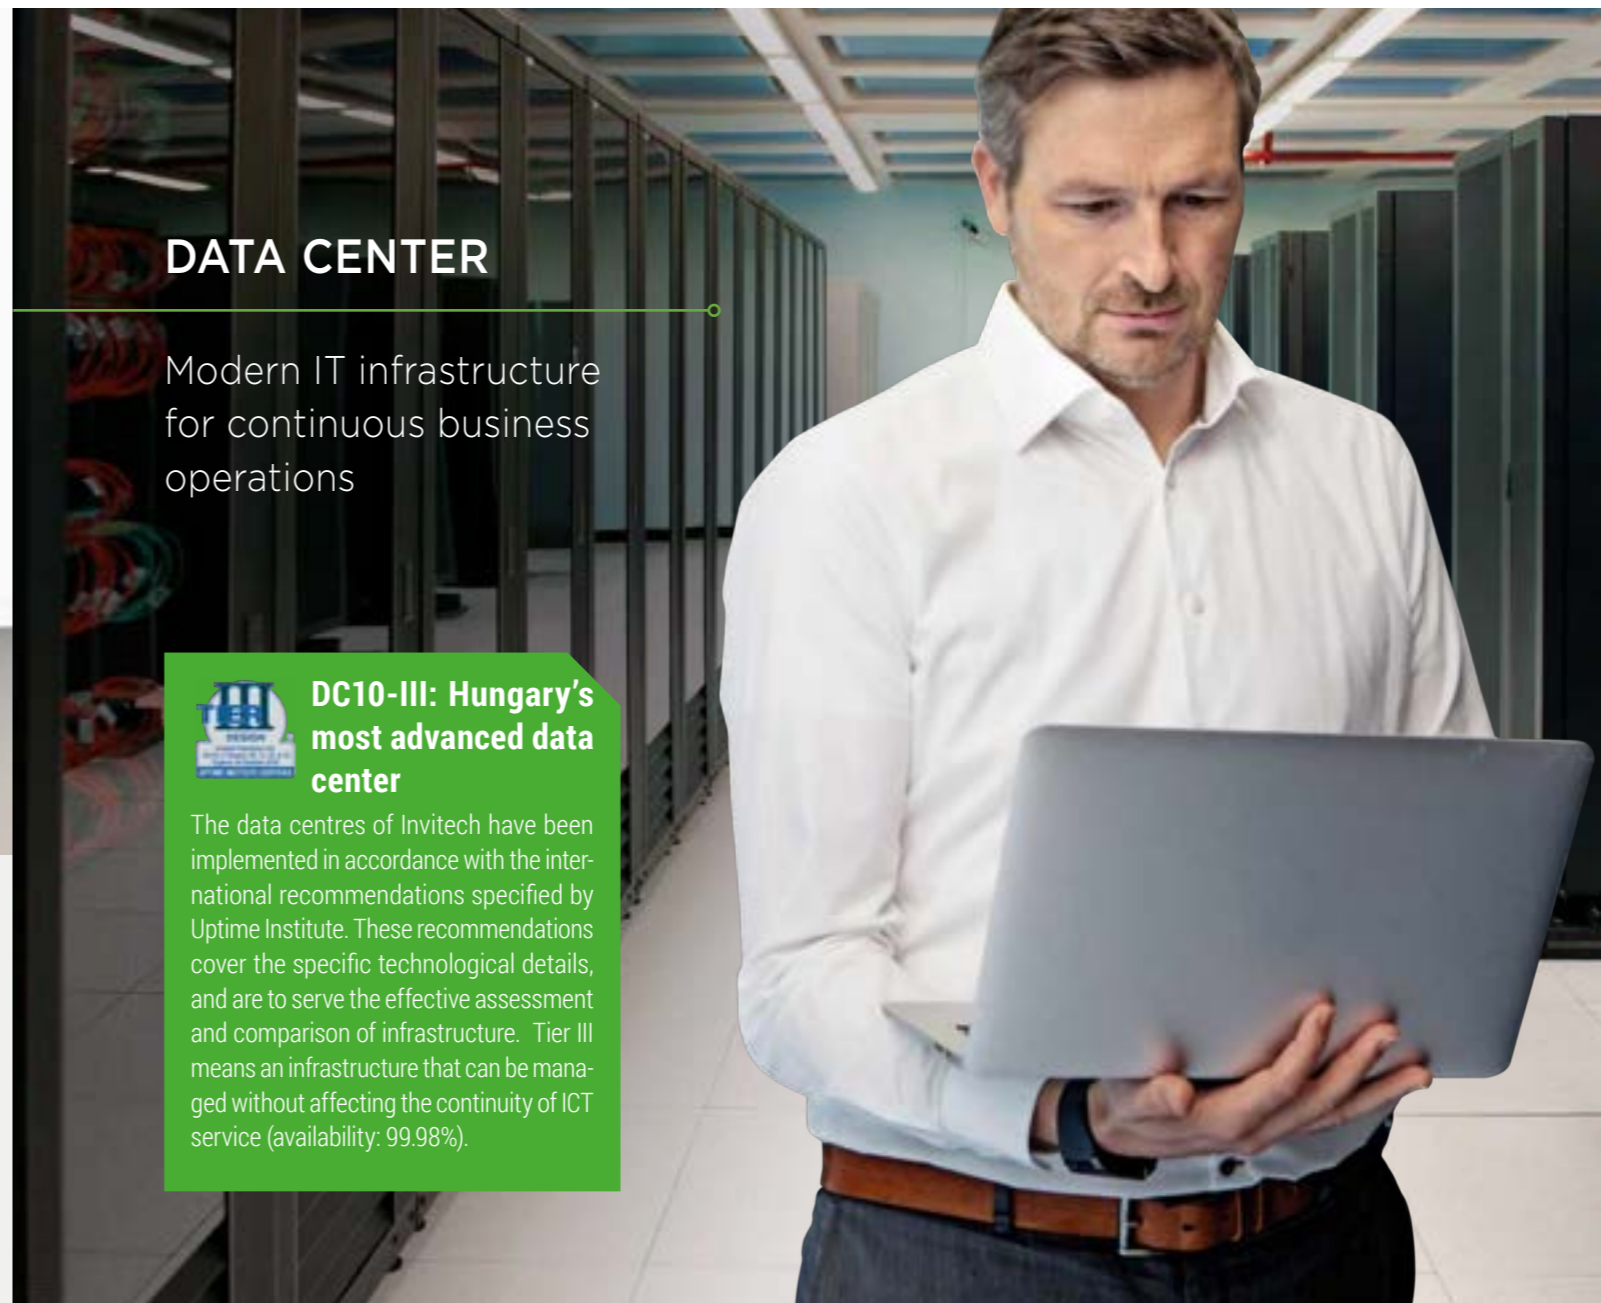 DATA CENTER
Modern IT infrastructure
for continuous business
operations
III
TIER
DESIGN
DC10-III: Hungary’s
most advanced data
center
The data centres of Invitech have been
implemented in accordance with the inter-
national recommendations specified by
Uptime Institute. These recommendations
cover the specific technological details,
and are to serve the effective assessment
and comparison of infrastructure.  Tier III
means an infrastructure that can be mana-
ged without affecting the continuity of ICT
service (availability: 99.98%).